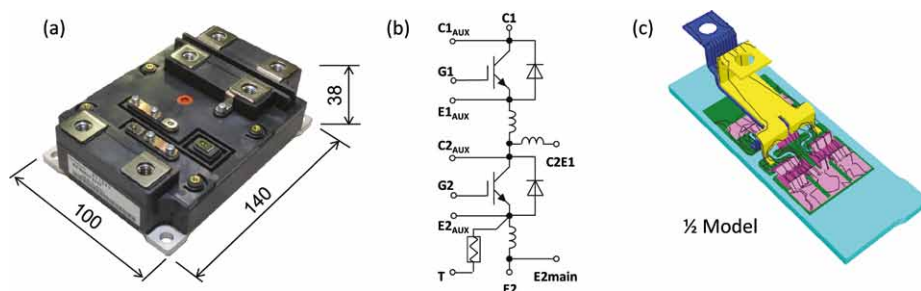 (a)
38
100
140
(b)
C1
C1AUX
G1
E1AUX
C2AUX
C2E1
G2
E2AUX
T
E2
E2main
(c)
½ Model